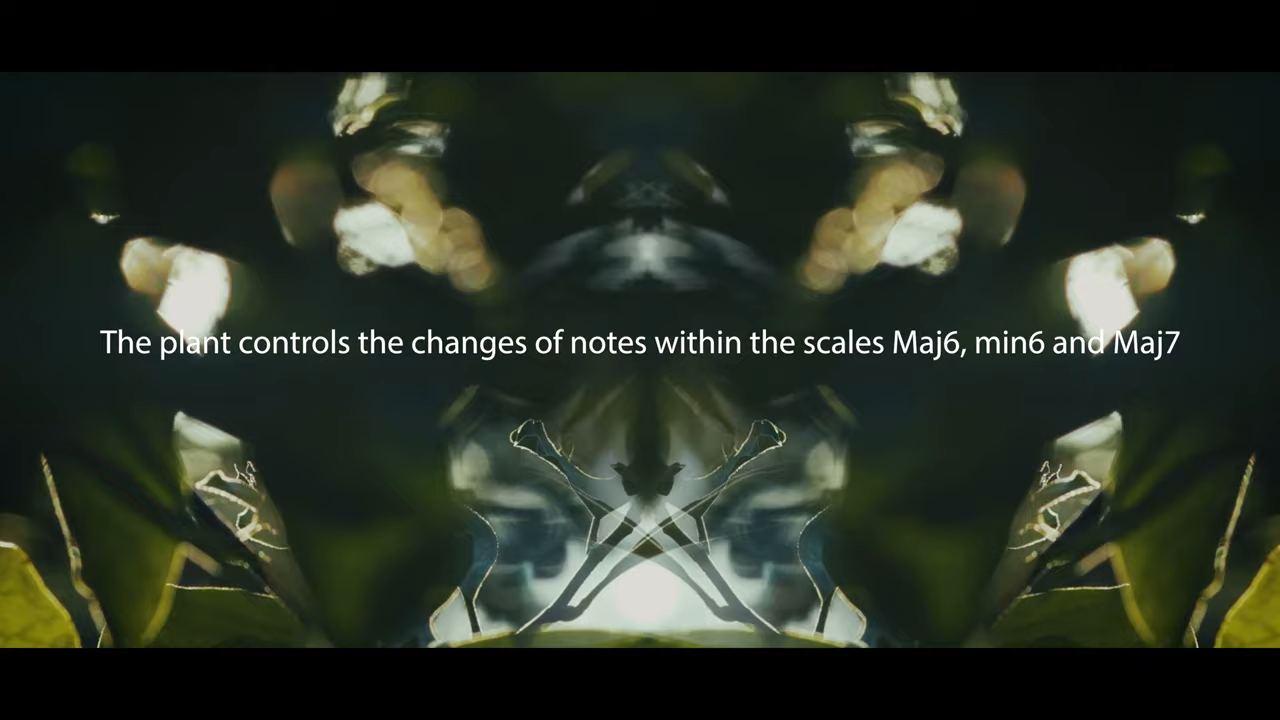 The plant controls the changes of notes within the scales Maj6, min6 and Maj7